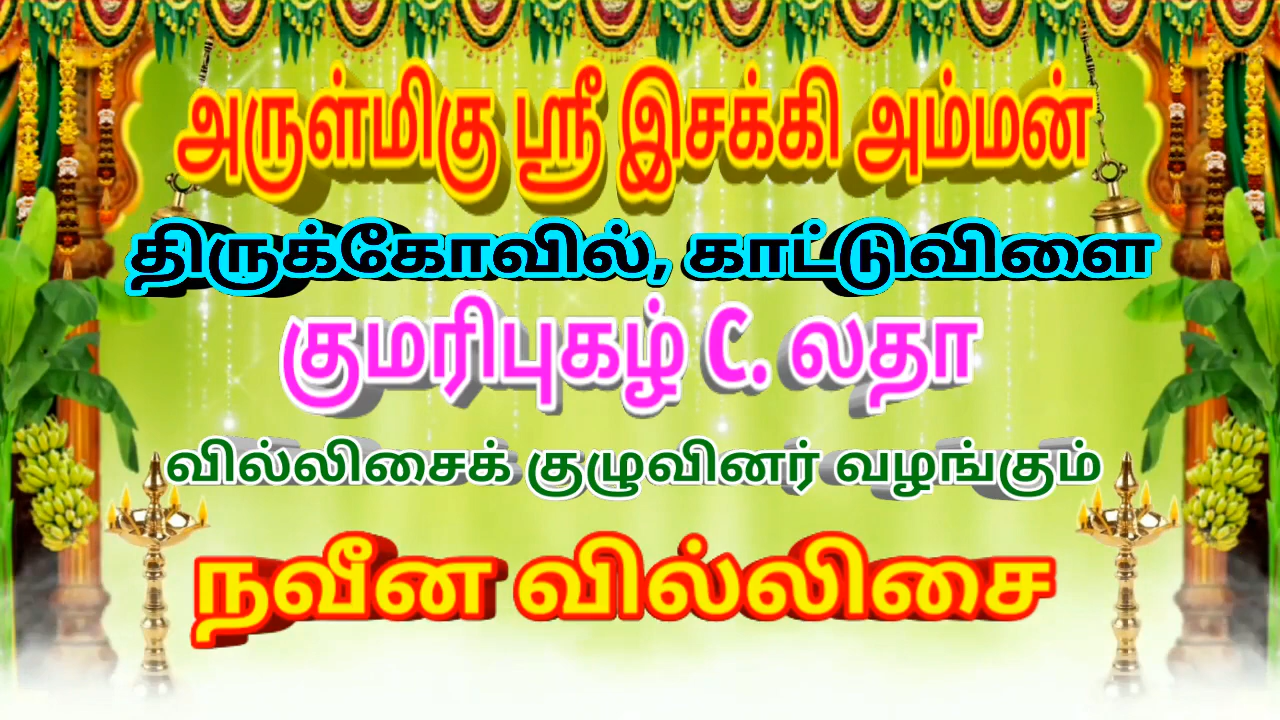 அருள்மிகு ஸ்ரீ இசக்கி அம்மன்
திருக்கோவில், காட்டுவிளை
குமரிபுகழ் C. லதா
வில்லிசைக் குழுவினர் வழங்கும்
நவீன வில்லிசை